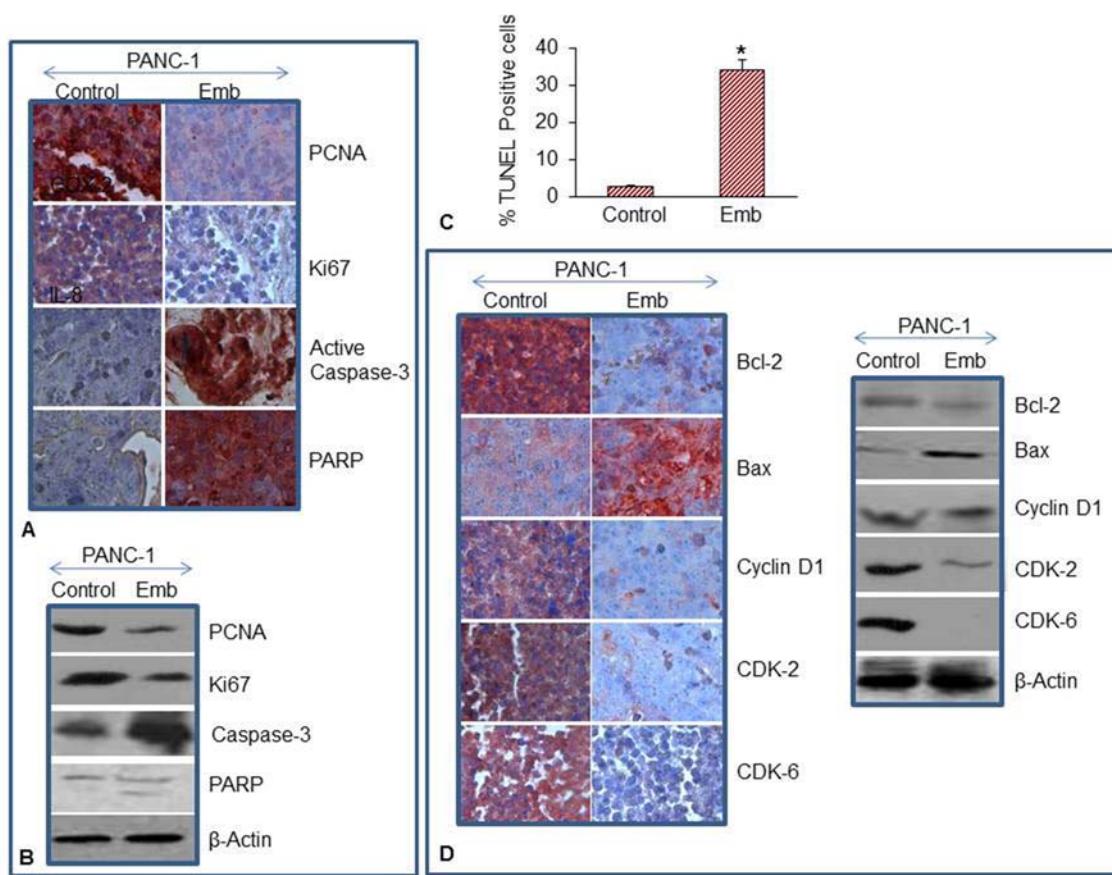 PANC-1
Control Emb
PCNA
Ki67
IL-8
Active
Caspase-3
PARP
A
PANC-1
Control Emb
PCNA
Ki67
Caspase-3
PARP
β-Actin
B
% TUNEL Positive cells
40
30
20
10
0
*
Control Emb
C
PANC-1
Control Emb
Bcl-2
Bax
Cyclin D1
CDK-2
CDK-6
PANC-1
Control Emb
Bcl-2
Bax
Cyclin D1
CDK-2
CDK-6
β-Actin
D